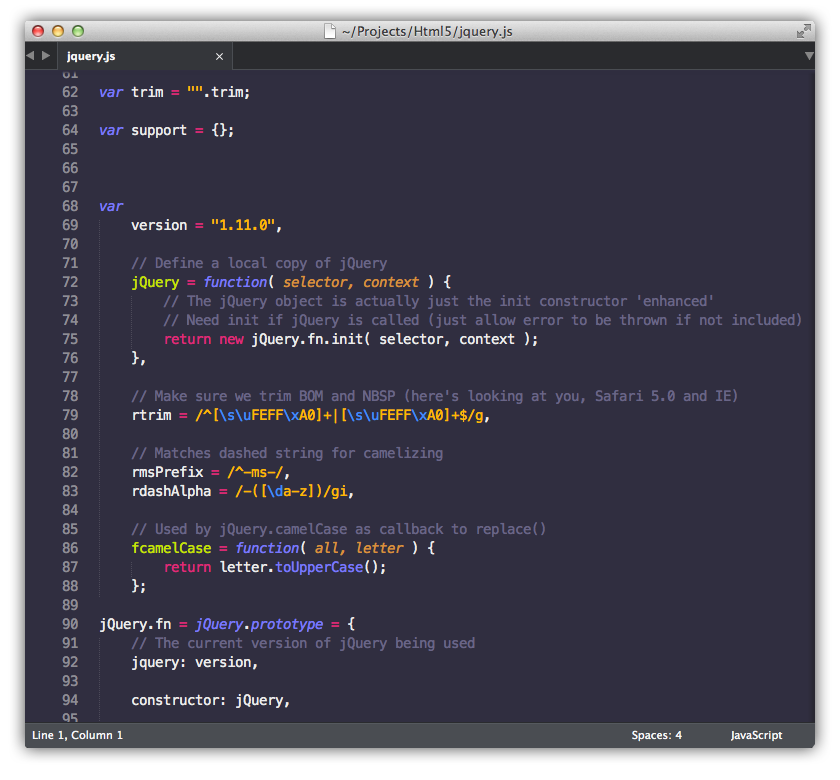 ~/Projects/Html5/jquery.js
jquery.js ×
61
62 var trim = "".trim;
63
64 var support = {};
65
66
67
68 var
69     version = "1.11.0",
70
71     // Define a local copy of jQuery
72     jQuery = function( selector, context ) {
73         // The jQuery object is actually just the init constructor 'enhanced'
74         // Need init if jQuery is called (just allow error to be thrown if not included)
75         return new jQuery.fn.init( selector, context );
76     },
77
78     // Make sure we trim BOM and NBSP (here's looking at you, Safari 5.0 and IE)
79     rtrim = /^[\s\uFEFF\xA0]+|[\s\uFEFF\xA0]+$/g,
80
81     // Matches dashed string for camelizing
82     rmsPrefix = /^-ms-/,
83     rdashAlpha = /-([\da-z])/gi,
84
85     // Used by jQuery.camelCase as callback to replace()
86     fcamelCase = function( all, letter ) {
87         return letter.toUpperCase();
88     };
89
90 jQuery.fn = jQuery.prototype = {
91     // The current version of jQuery being used
92     jquery: version,
93
94     constructor: jQuery,
95
Line 1, Column 1 Spaces: 4 JavaScript